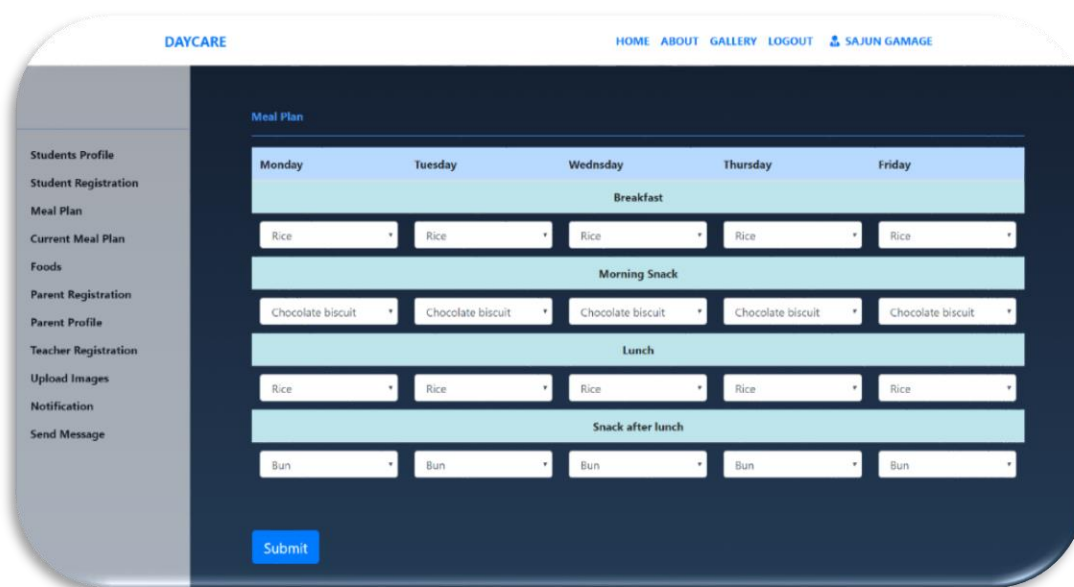 DAYCARE HOME ABOUT GALLERY LOGOUT SAJUN GAMAGE
Students Profile
Student Registration
Meal Plan
Current Meal Plan
Foods
Parent Registration
Parent Profile
Teacher Registration
Upload Images
Notification
Send Message
Meal Plan
Monday Tuesday Wednsday Thursday Friday
Breakfast
Rice Rice Rice Rice Rice
Morning Snack
Chocolate biscuit Chocolate biscuit Chocolate biscuit Chocolate biscuit Chocolate biscuit
Lunch
Rice Rice Rice Rice Rice
Snack after lunch
Bun Bun Bun Bun Bun
Submit